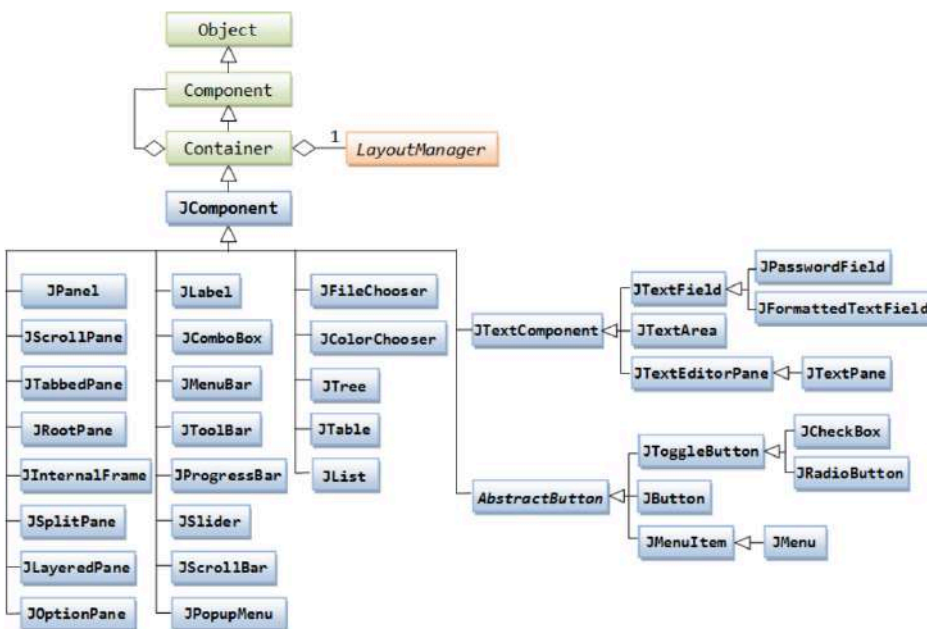 Object
Component
Container
1
LayoutManager
JComponent
JPanel
JScrollPane
JTabbedPane
JRootPane
JInternalFrame
JSplitPane
JLayeredPane
JOptionPane
JLabel
JComboBox
JMenuBar
JToolBar
JProgressBar
JSlider
JScrollBar
JPopupMenu
JFileChooser
JColorChooser
JTree
JTable
JList
JTextComponent
JTextField
JPasswordField
JFormattedTextField
JTextArea
JTextEditorPane
JTextPane
AbstractButton
JToggleButton
JCheckBox
JRadioButton
JButton
JMenuItem
JMenu